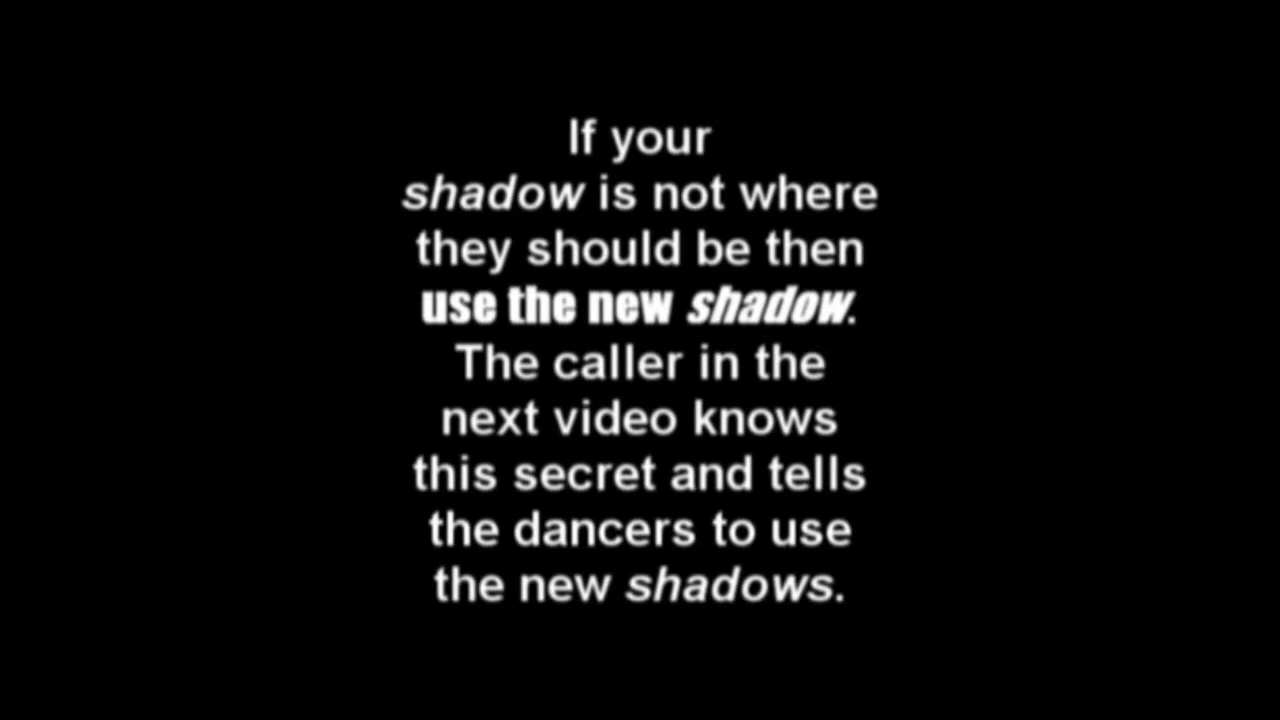 If your
shadow is not where
they should be then
use the new shadow.
The caller in the
next video knows
this secret and tells
the dancers to use
the new shadows.